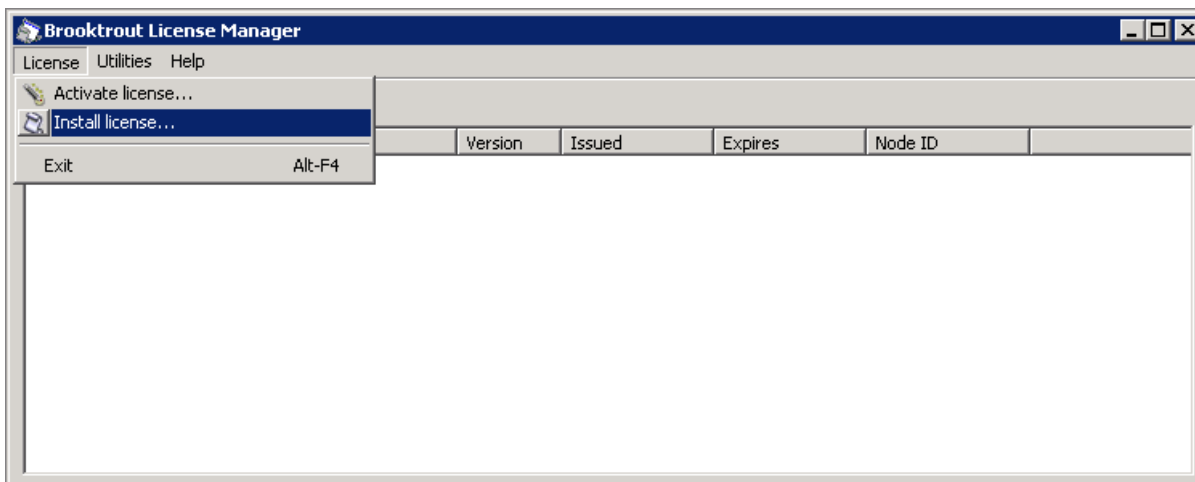 Brooktrout License Manager
License Utilities Help
Activate license...
Install license...
Version Issued Expires Node ID
Exit Alt-F4